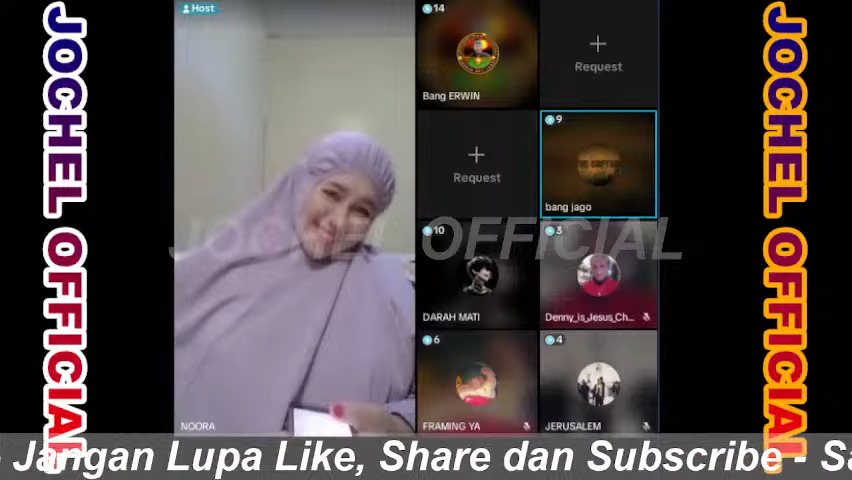 JOCHEL OFFICIAL
Host
NOORA
14
Bang ERWIN
Request
Request
9
bang jago
10
DARAH MATI
3
Denny_is_Jesus_Ch...
6
FRAMING YA
4
JERUSALEM
JOCHEL OFFICIAL
JOCHEL OFFICIAL
Jangan Lupa Like, Share dan Subscribe - Sa